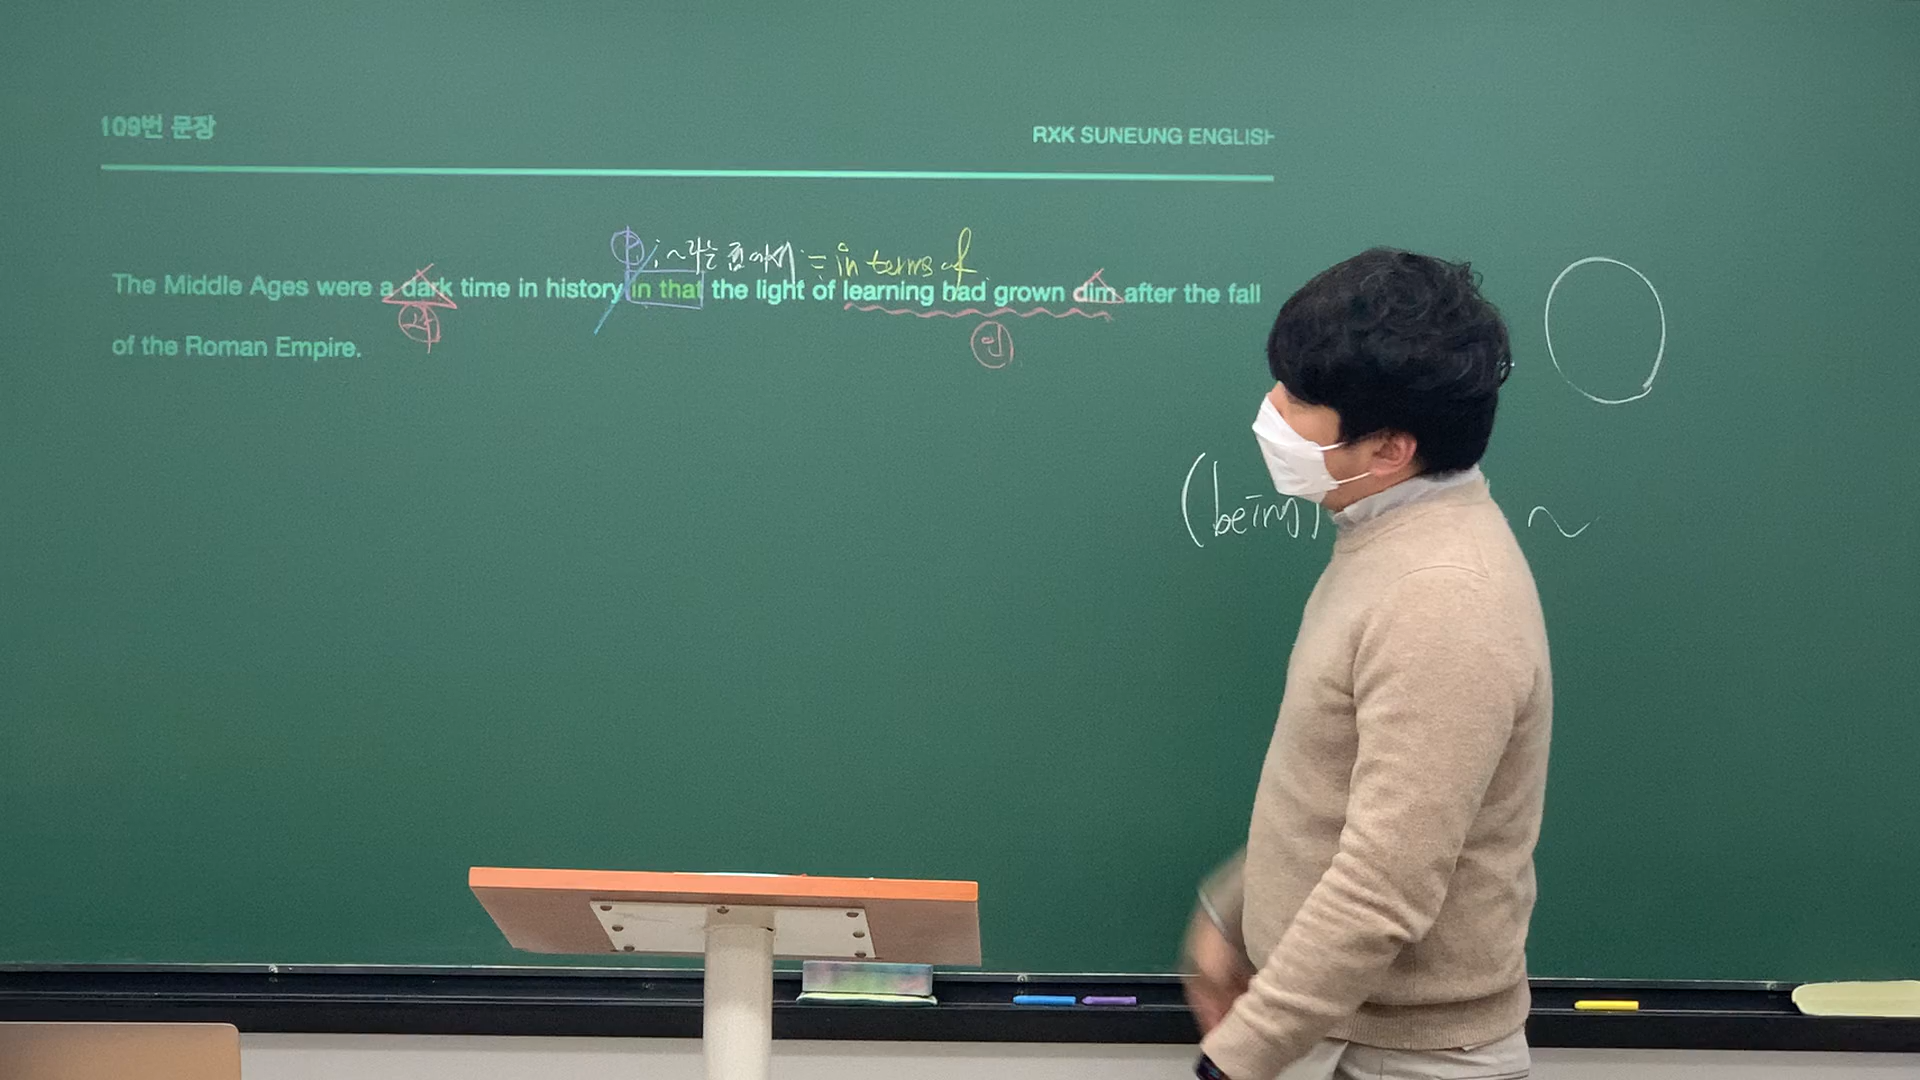 109번 문장
RXK SUNEUNG ENGLISH
; ~라는 점에서 = in terms of
The Middle Ages were a dark time in history in that the light of learning had grown dim after the fall
과
인
of the Roman Empire.
(being)
~